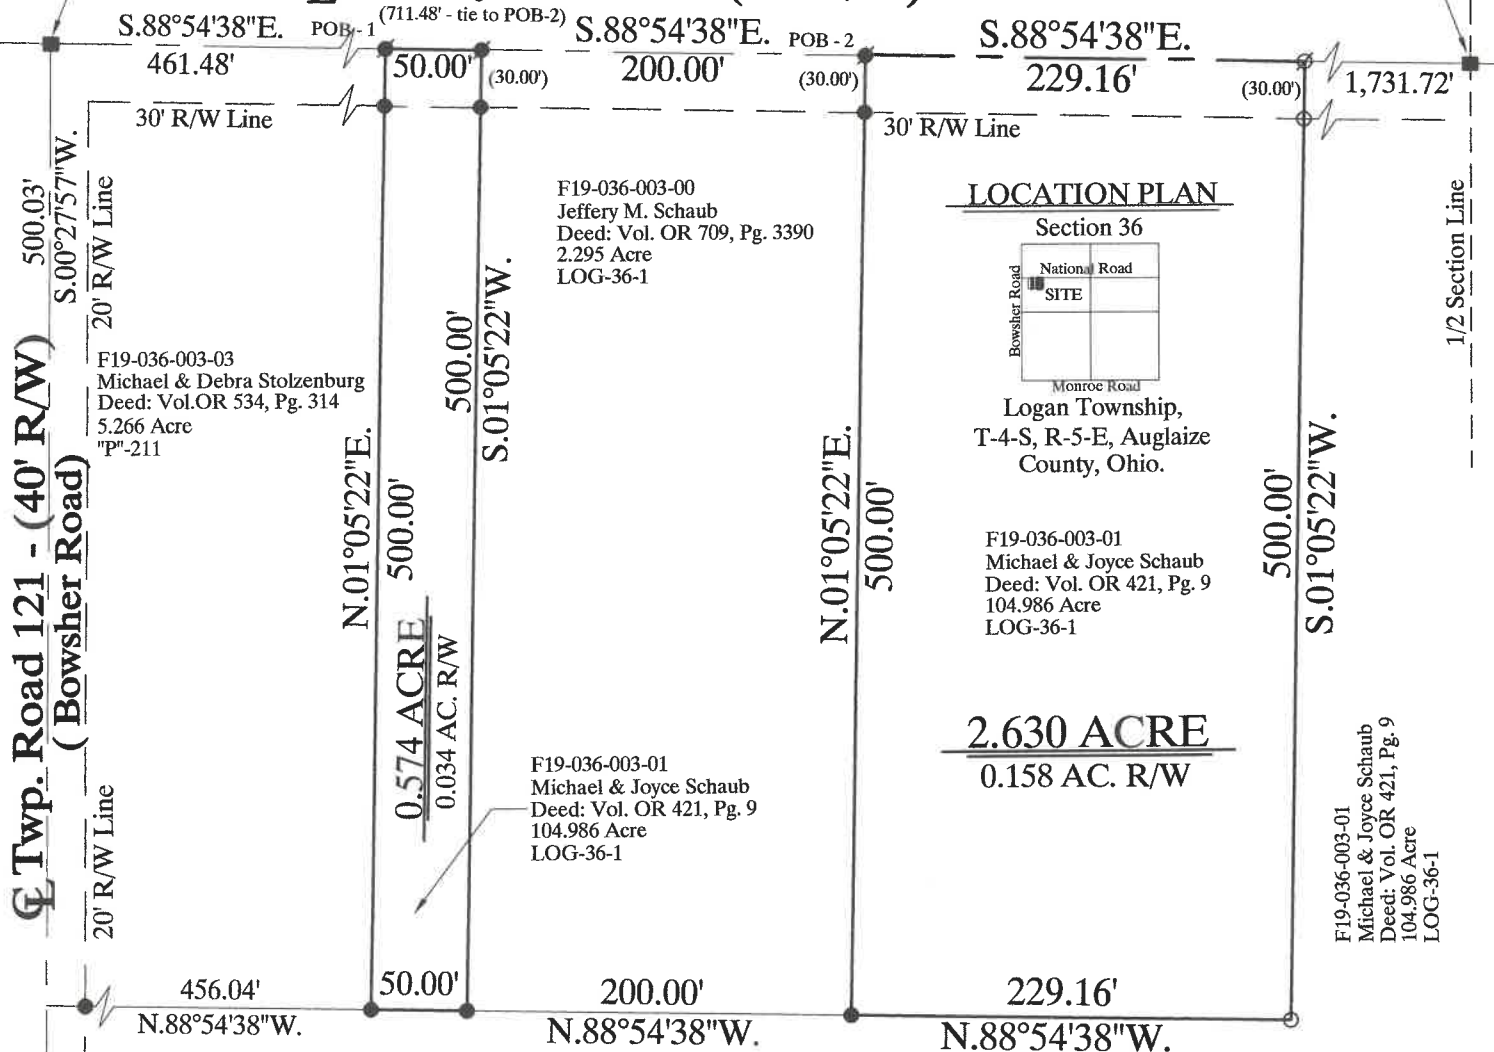 S.88°54'38"E.
461.48'
POB - 1
(711.48' - tie to POB-2)
50.00'
(30.00')
S.88°54'38"E.
200.00'
POB - 2
(30.00')
S.88°54'38"E.
229.16'
(30.00')
1,731.72'
30' R/W Line
30' R/W Line
500.03'
S.00°27'57"W.
20' R/W Line
F19-036-003-00
Jeffery M. Schaub
Deed: Vol. OR 709, Pg. 3390
2.295 Acre
LOG-36-1
LOCATION PLAN
Section 36
National Road
SITE
Bowsher Road
Monroe Road
Logan Township,
T-4-S, R-5-E, Auglaize
County, Ohio.
1/2 Section Line
F19-036-003-03
Michael & Debra Stolzenburg
Deed: Vol.OR 534, Pg. 314
5.266 Acre
"P"-211
℄ Twp. Road 121 - (40' R/W)
( Bowsher Road)
20' R/W Line
N.01°05'22"E.
500.00'
500.00'
S.01°05'22"W.
N.01°05'22"E.
500.00'
500.00'
S.01°05'22"W.
F19-036-003-01
Michael & Joyce Schaub
Deed: Vol. OR 421, Pg. 9
104.986 Acre
LOG-36-1
0.574 ACRE
0.034 AC. R/W
2.630 ACRE
0.158 AC. R/W
F19-036-003-01
Michael & Joyce Schaub
Deed: Vol. OR 421, Pg. 9
104.986 Acre
LOG-36-1
F19-036-003-01
Michael & Joyce Schaub
Deed: Vol. OR 421, Pg. 9
104.986 Acre
LOG-36-1
456.04'
N.88°54'38"W.
50.00'
200.00'
N.88°54'38"W.
229.16'
N.88°54'38"W.